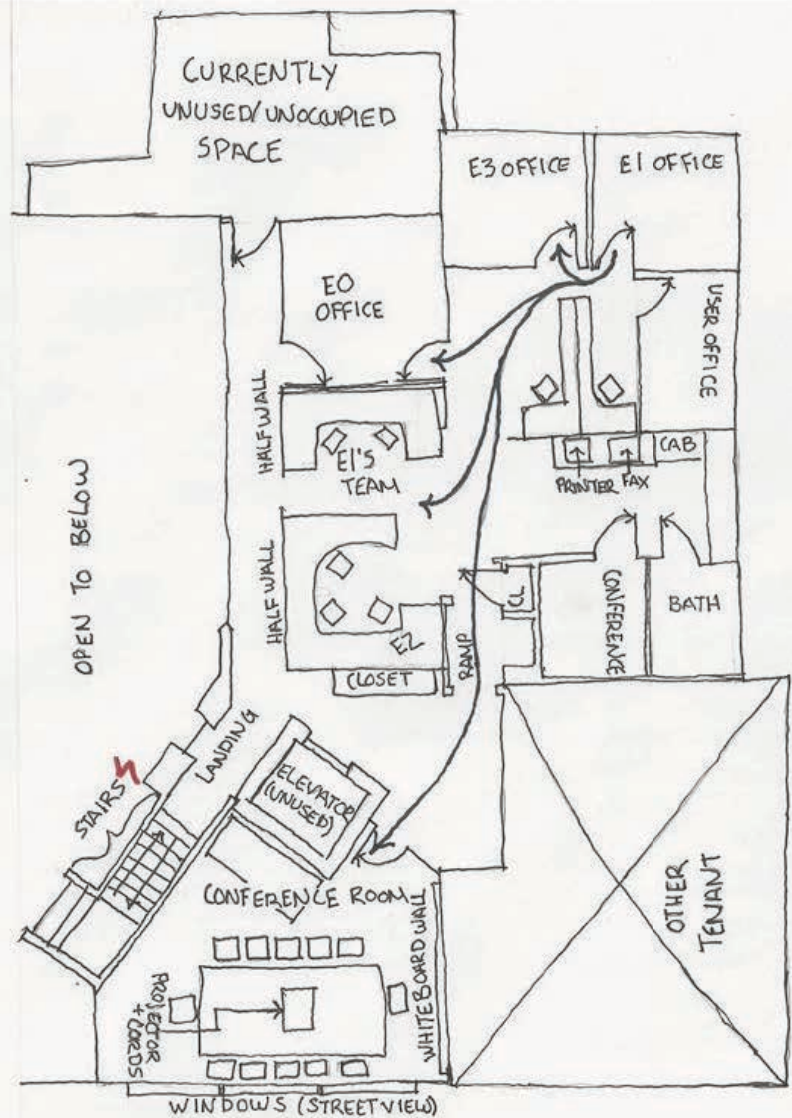 CURRENTLY
UNUSED/UNOCCUPIED
SPACE
E3 OFFICE
E1 OFFICE
EO
OFFICE
USER OFFICE
HALF WALL
E1'S
TEAM
CAB
PRINTER
FAX
OPEN TO BELOW
HALF WALL
E2
CLOSET
RAMP
CL
CONFERENCE
BATH
LANDING
STAIRS
ELEVATOR
(UNUSED)
CONFERENCE ROOM
WHITEBOARD WALL
OTHER
TENANT
PROJECTOR
+ CORDS
WINDOWS (STREET VIEW)